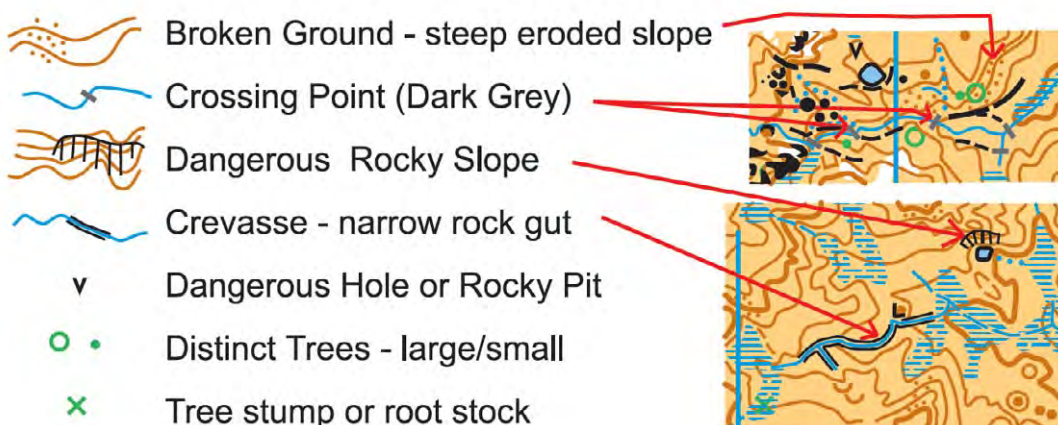 Broken Ground - steep eroded slope
Crossing Point (Dark Grey)
Dangerous Rocky Slope
Crevasse - narrow rock gut
Dangerous Hole or Rocky Pit
Distinct Trees - large/small
Tree stump or root stock